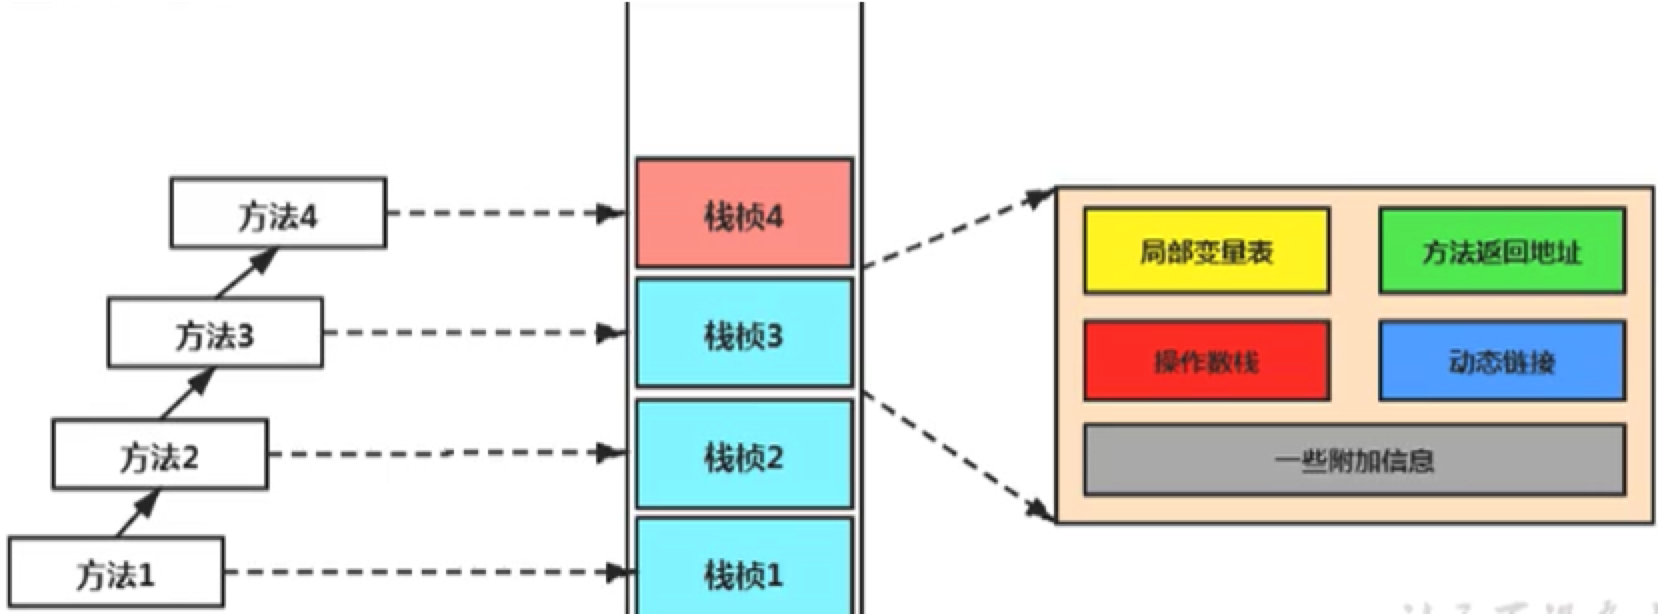 方法4
栈桢4
局部变量表
方法返回地址
方法3
栈桢3
操作数栈
动态链接
方法2
栈桢2
一些附加信息
方法1
栈桢1